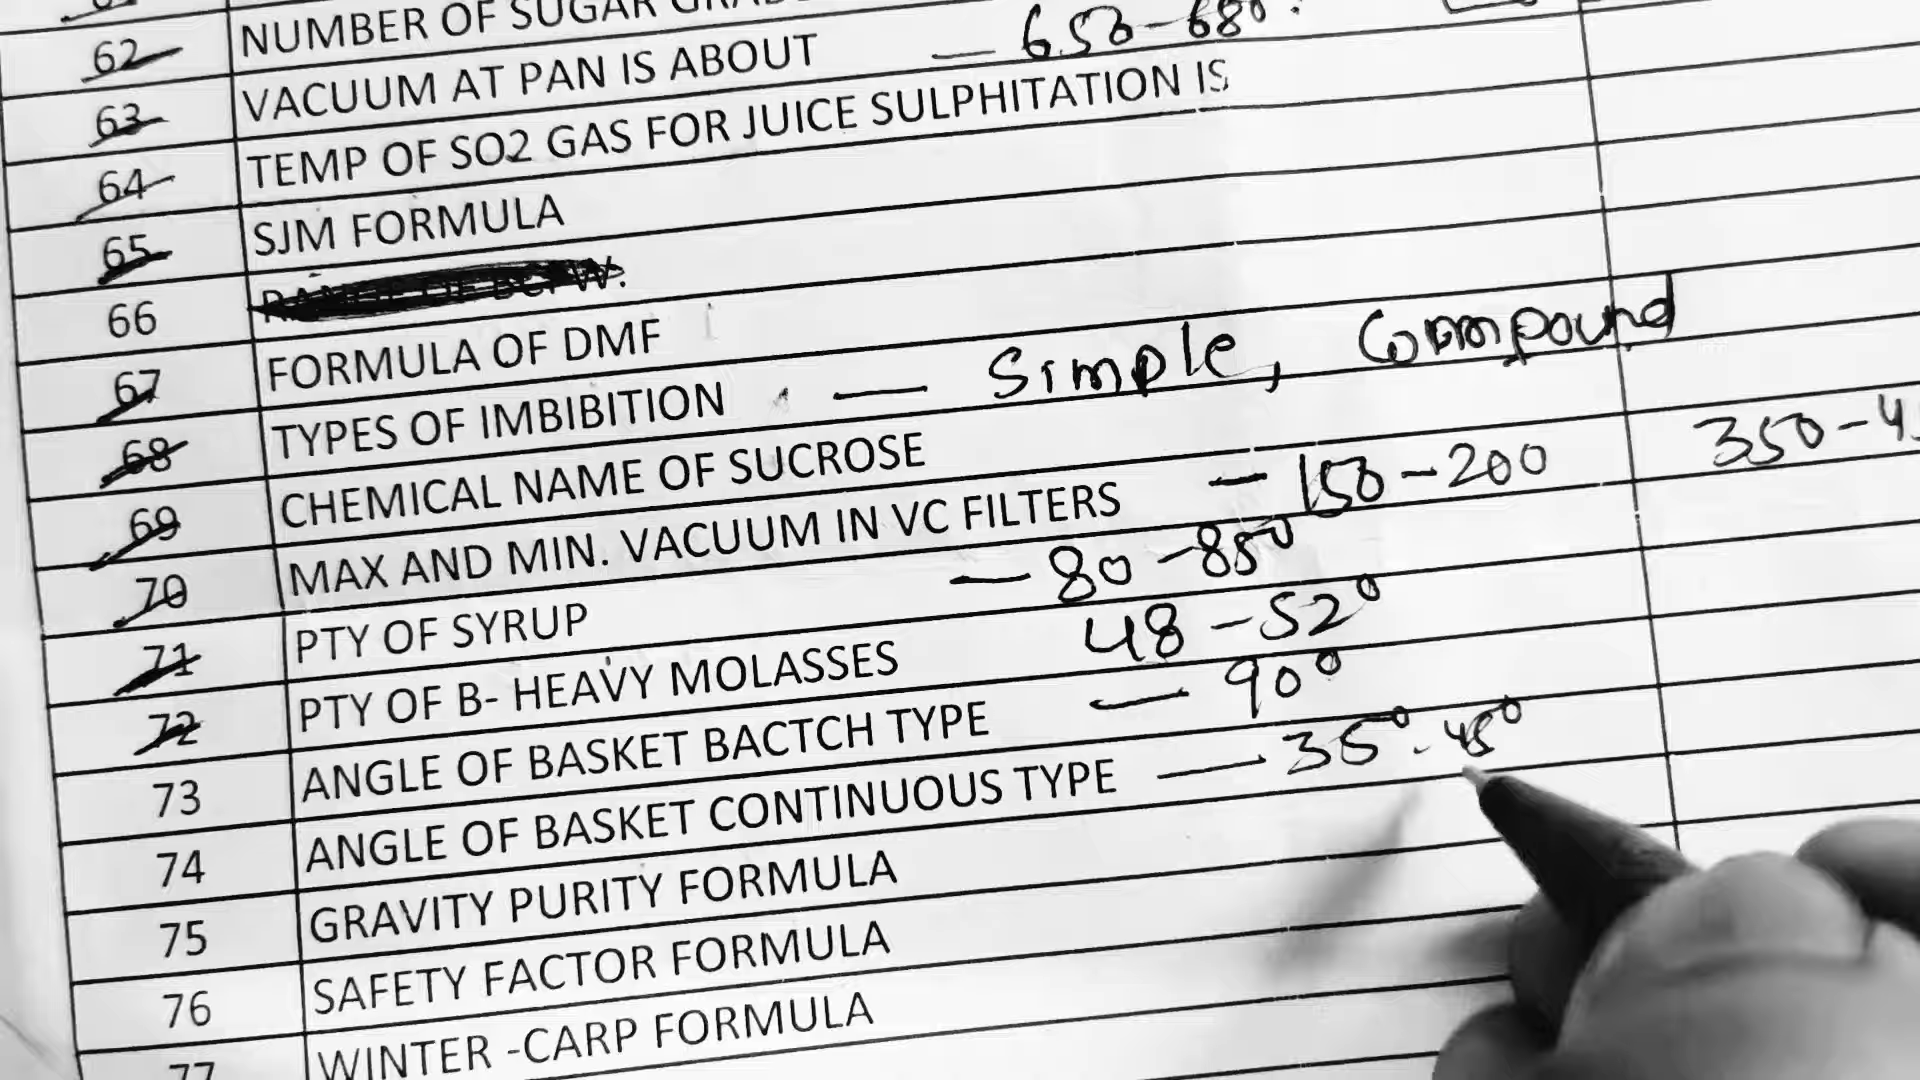 62 NUMBER OF SUGAR
63 VACUUM AT PAN IS ABOUT — 650-680.
64 TEMP OF SO2 GAS FOR JUICE SULPHITATION IS
65 SJM FORMULA
66
67 FORMULA OF DMF
68 TYPES OF IMBIBITION — Simple, Compound
69 CHEMICAL NAME OF SUCROSE
70 MAX AND MIN. VACUUM IN VC FILTERS — 150-200 350-4
71 PTY OF SYRUP — 80-85°
72 PTY OF B- HEAVY MOLASSES 48-52°
73 ANGLE OF BASKET BACTCH TYPE — 90°
74 ANGLE OF BASKET CONTINUOUS TYPE — 35°-45°
75 GRAVITY PURITY FORMULA
76 SAFETY FACTOR FORMULA
77 WINTER -CARP FORMULA